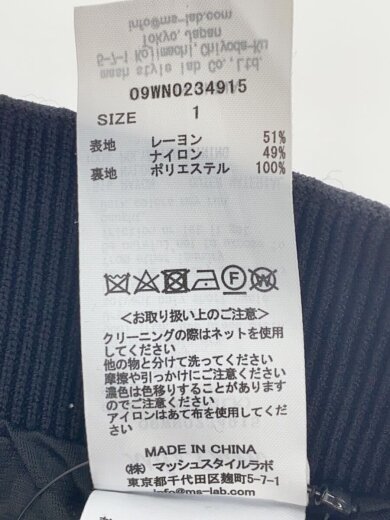 09WNO234915
SIZE 1
表地 レーヨン 51%
ナイロン 49%
裏地 ポリエステル 100%
<お取り扱い上のご注意>
クリーニングの際はネットを使用
してください
他の物と分けて洗ってください
摩擦や引っかけにご注意ください
濃色は色移りすることがあります
のでご注意ください
アイロンはあて布を使用してください
MADE IN CHINA
(株) マッシュスタイルラボ
東京都千代田区麹町5-7-1
info@ms-lab.com